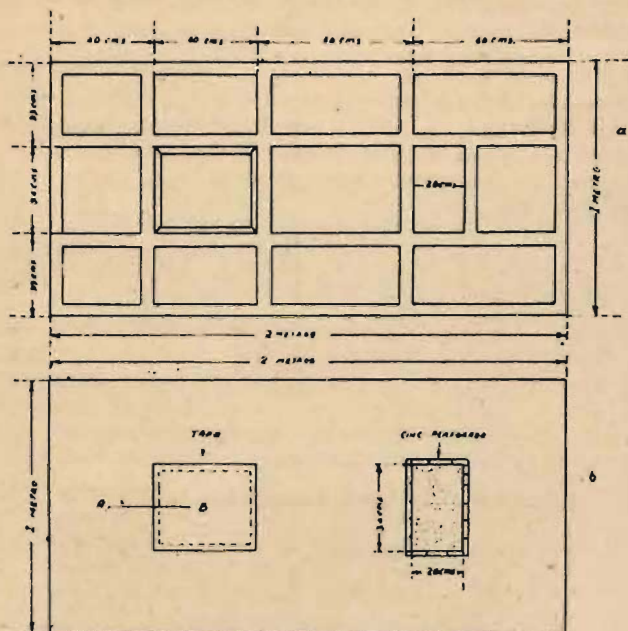 40 cms. 40 cms. 60 cms. 60 cms.
33 cms
34 cms
33 cms
20 cms
1 METRO
a
2 METROS
2 METROS
1 METRO
TAPA
CINC PERFORADO
b
A
B
34 cms
20 cms